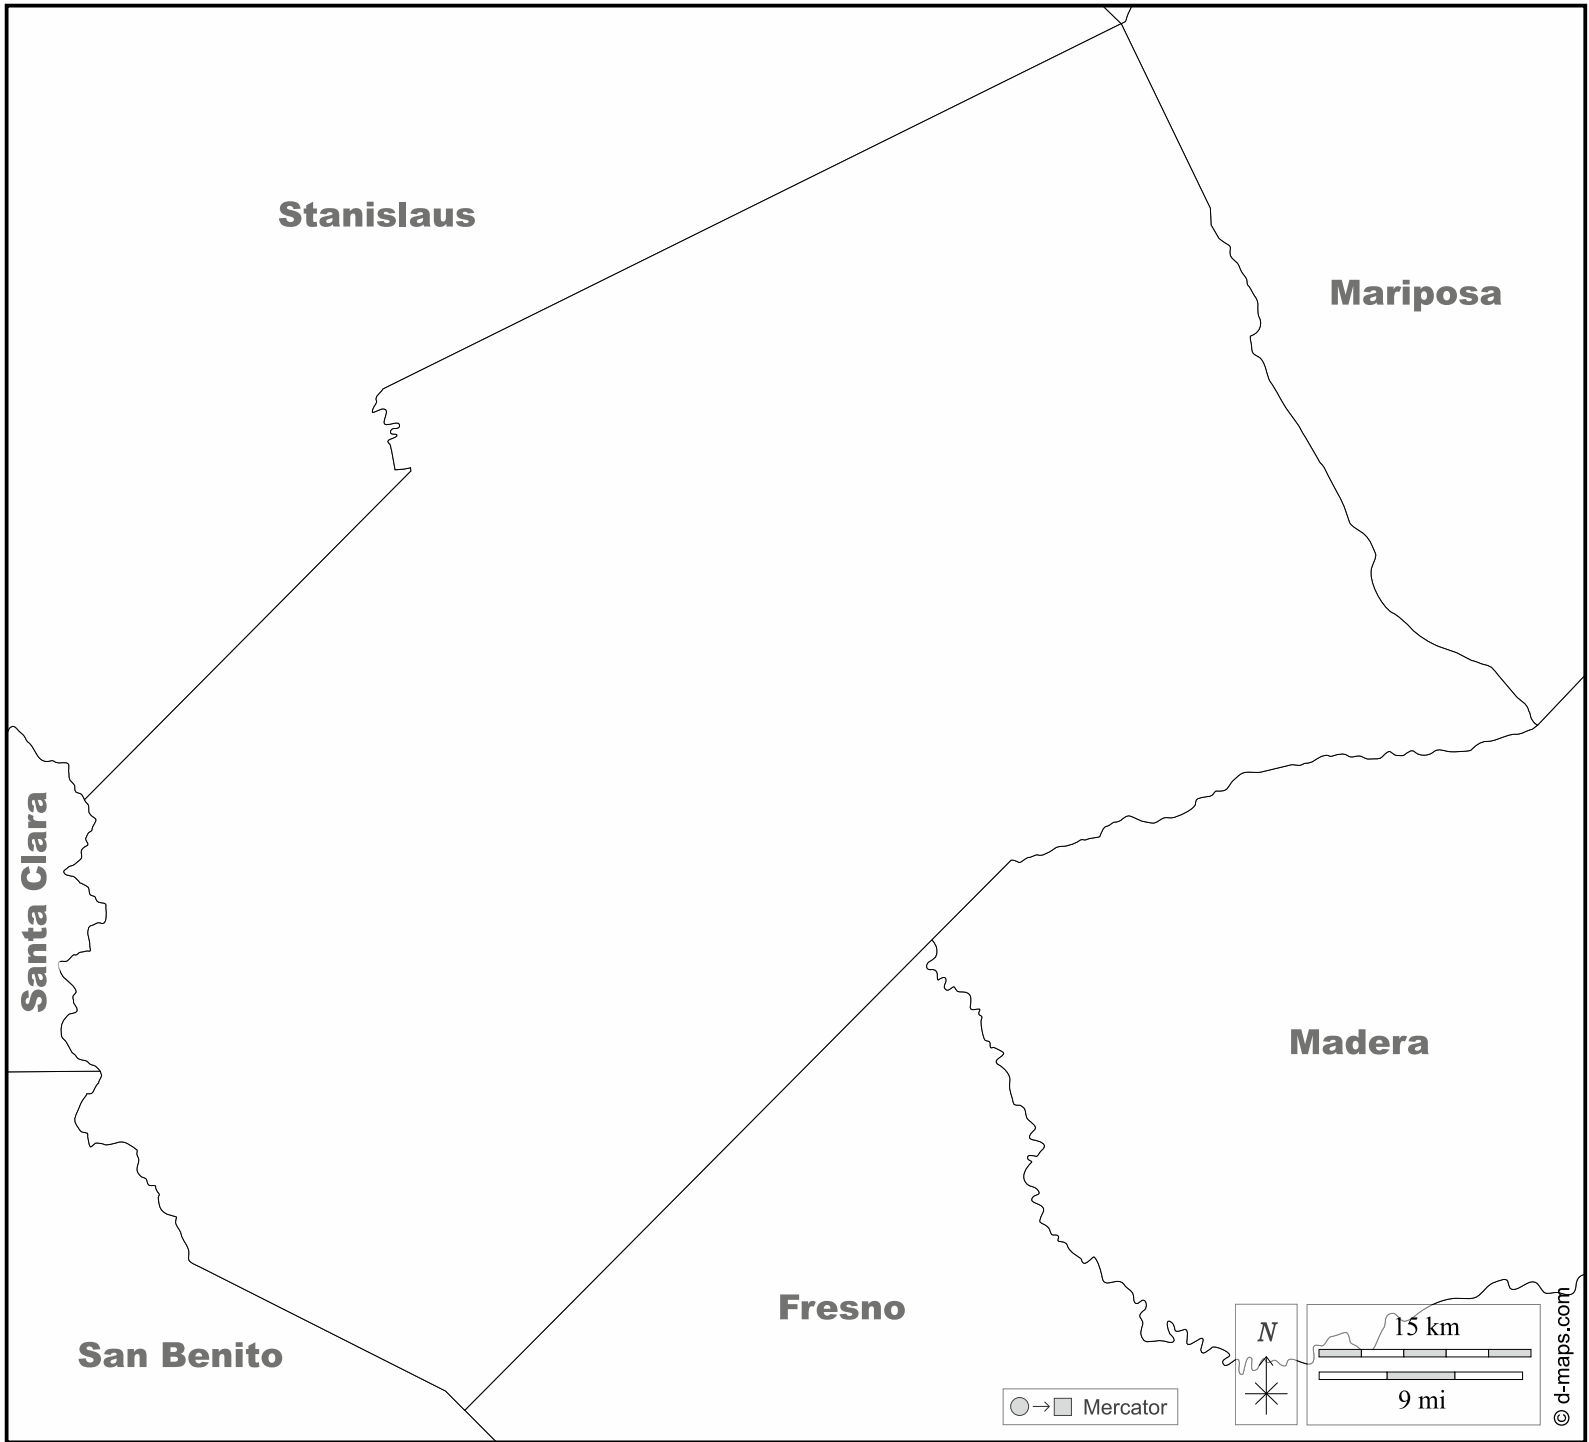 Stanislaus
Mariposa
Santa Clara
Madera
Fresno
San Benito
N
15 km
9 mi
Mercator
© d-maps.com